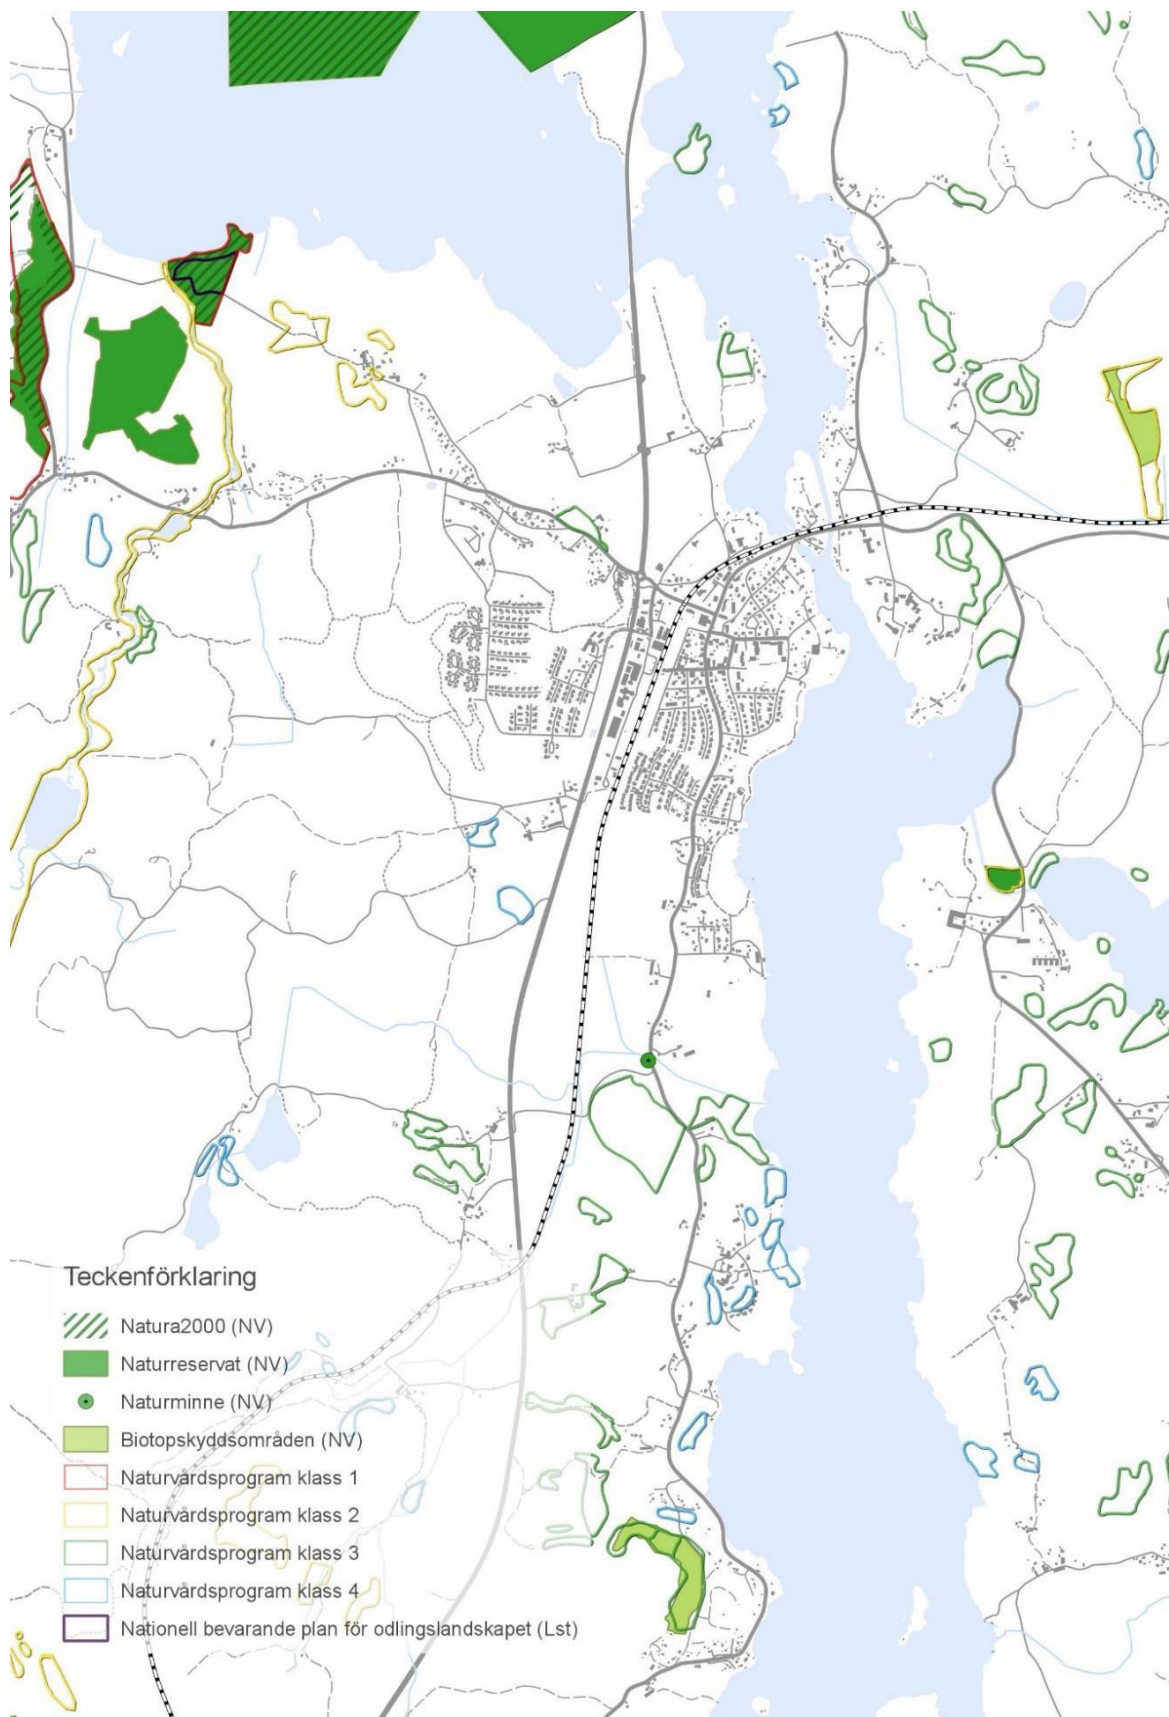 Teckenförklaring
Natura2000 (NV)
Naturreservat (NV)
Naturminne (NV)
Biotopskyddsområden (NV)
Naturvårdsprogram klass 1
Naturvårdsprogram klass 2
Naturvårdsprogram klass 3
Naturvårdsprogram klass 4
Nationell bevarande plan för odlingslandskapet (Lst)